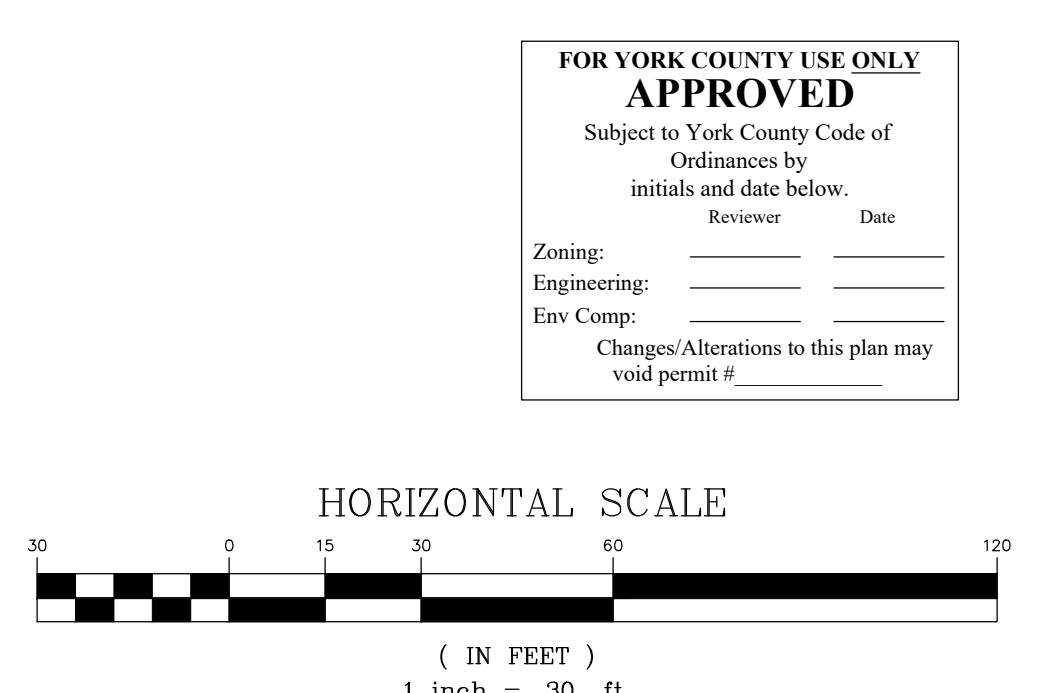 FOR YORK COUNTY USE ONLY
APPROVED
Subject to York County Code of
Ordinances by
initials and date below.
Reviewer Date
Zoning:
Engineering:
Env Comp:
Changes/Alterations to this plan may
void permit #
HORIZONTAL SCALE
30 0 15 30 60 120
( IN FEET )
1 inch = 30 ft